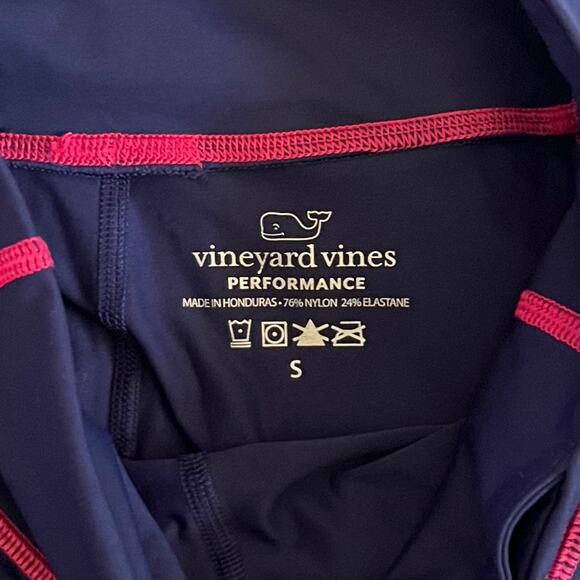 vineyard vines
PERFORMANCE
MADE IN HONDURAS • 76% NYLON 24% ELASTANE
S